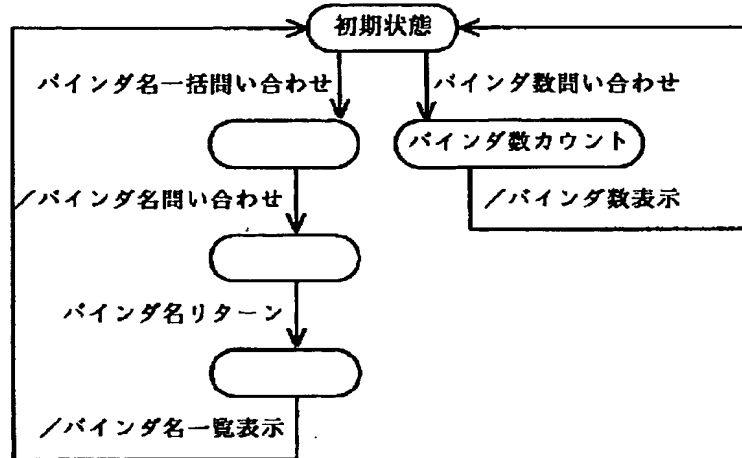 初期状態
バインダ名一括問い合わせ
バインダ数問い合わせ
バインダ数カウント
／バインダ名問い合わせ
／バインダ数表示
バインダ名リターン
／バインダ名一覧表示